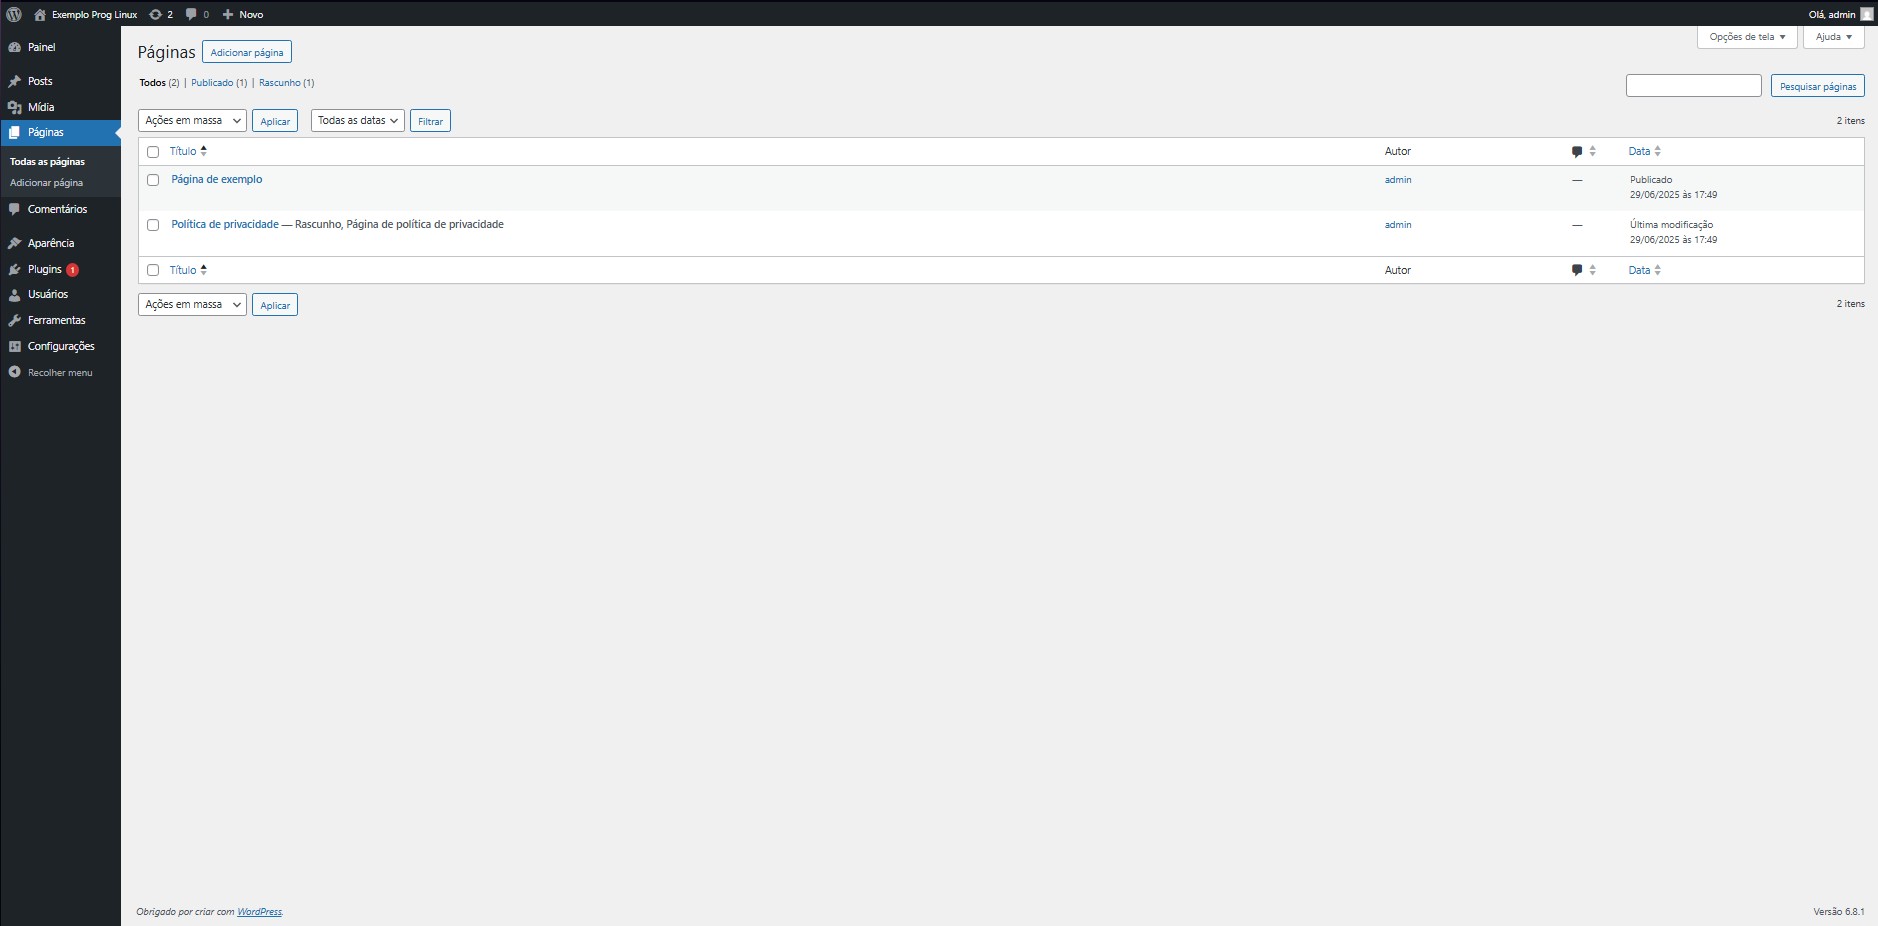 Exemplo Prog Linux 2 0 Novo Olá, admin
Painel
Posts
Mídia
Páginas
Todas as páginas
Adicionar página
Comentários
Aparência
Plugins 1
Usuários
Ferramentas
Configurações
Recolher menu
Opções de tela Ajuda
Páginas Adicionar página
Todos (2) | Publicado (1) | Rascunho (1)
Pesquisar páginas
Ações em massa Aplicar Todas as datas Filtrar 2 itens
Título Autor Data
Página de exemplo admin — Publicado
29/06/2025 às 17:49
Política de privacidade — Rascunho, Página de política de privacidade admin — Última modificação
29/06/2025 às 17:49
Título Autor Data
Ações em massa Aplicar 2 itens
Obrigado por criar com WordPress. Versão 6.8.1